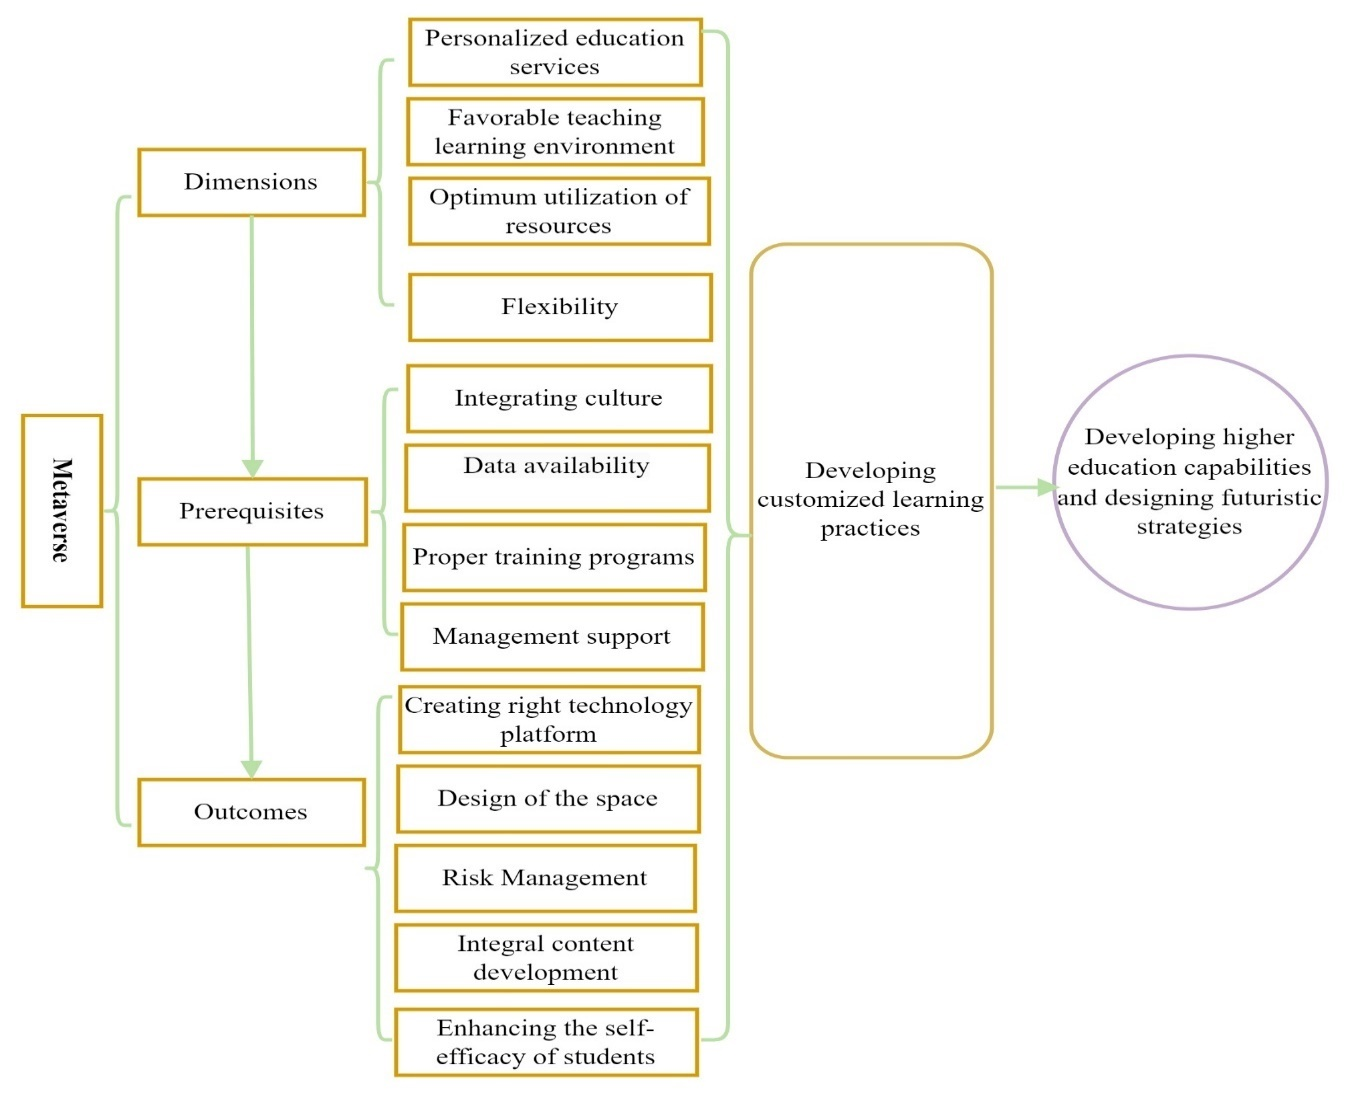 Metaverse
Dimensions
Prerequisites
Outcomes
Personalized education
services
Favorable teaching
learning environment
Optimum utilization of
resources
Flexibility
Integrating culture
Data availability
Proper training programs
Management support
Creating right technology
platform
Design of the space
Risk Management
Integral content
development
Enhancing the self-
efficacy of students
Developing
customized learning
practices
Developing higher
education capabilities
and designing futuristic
strategies